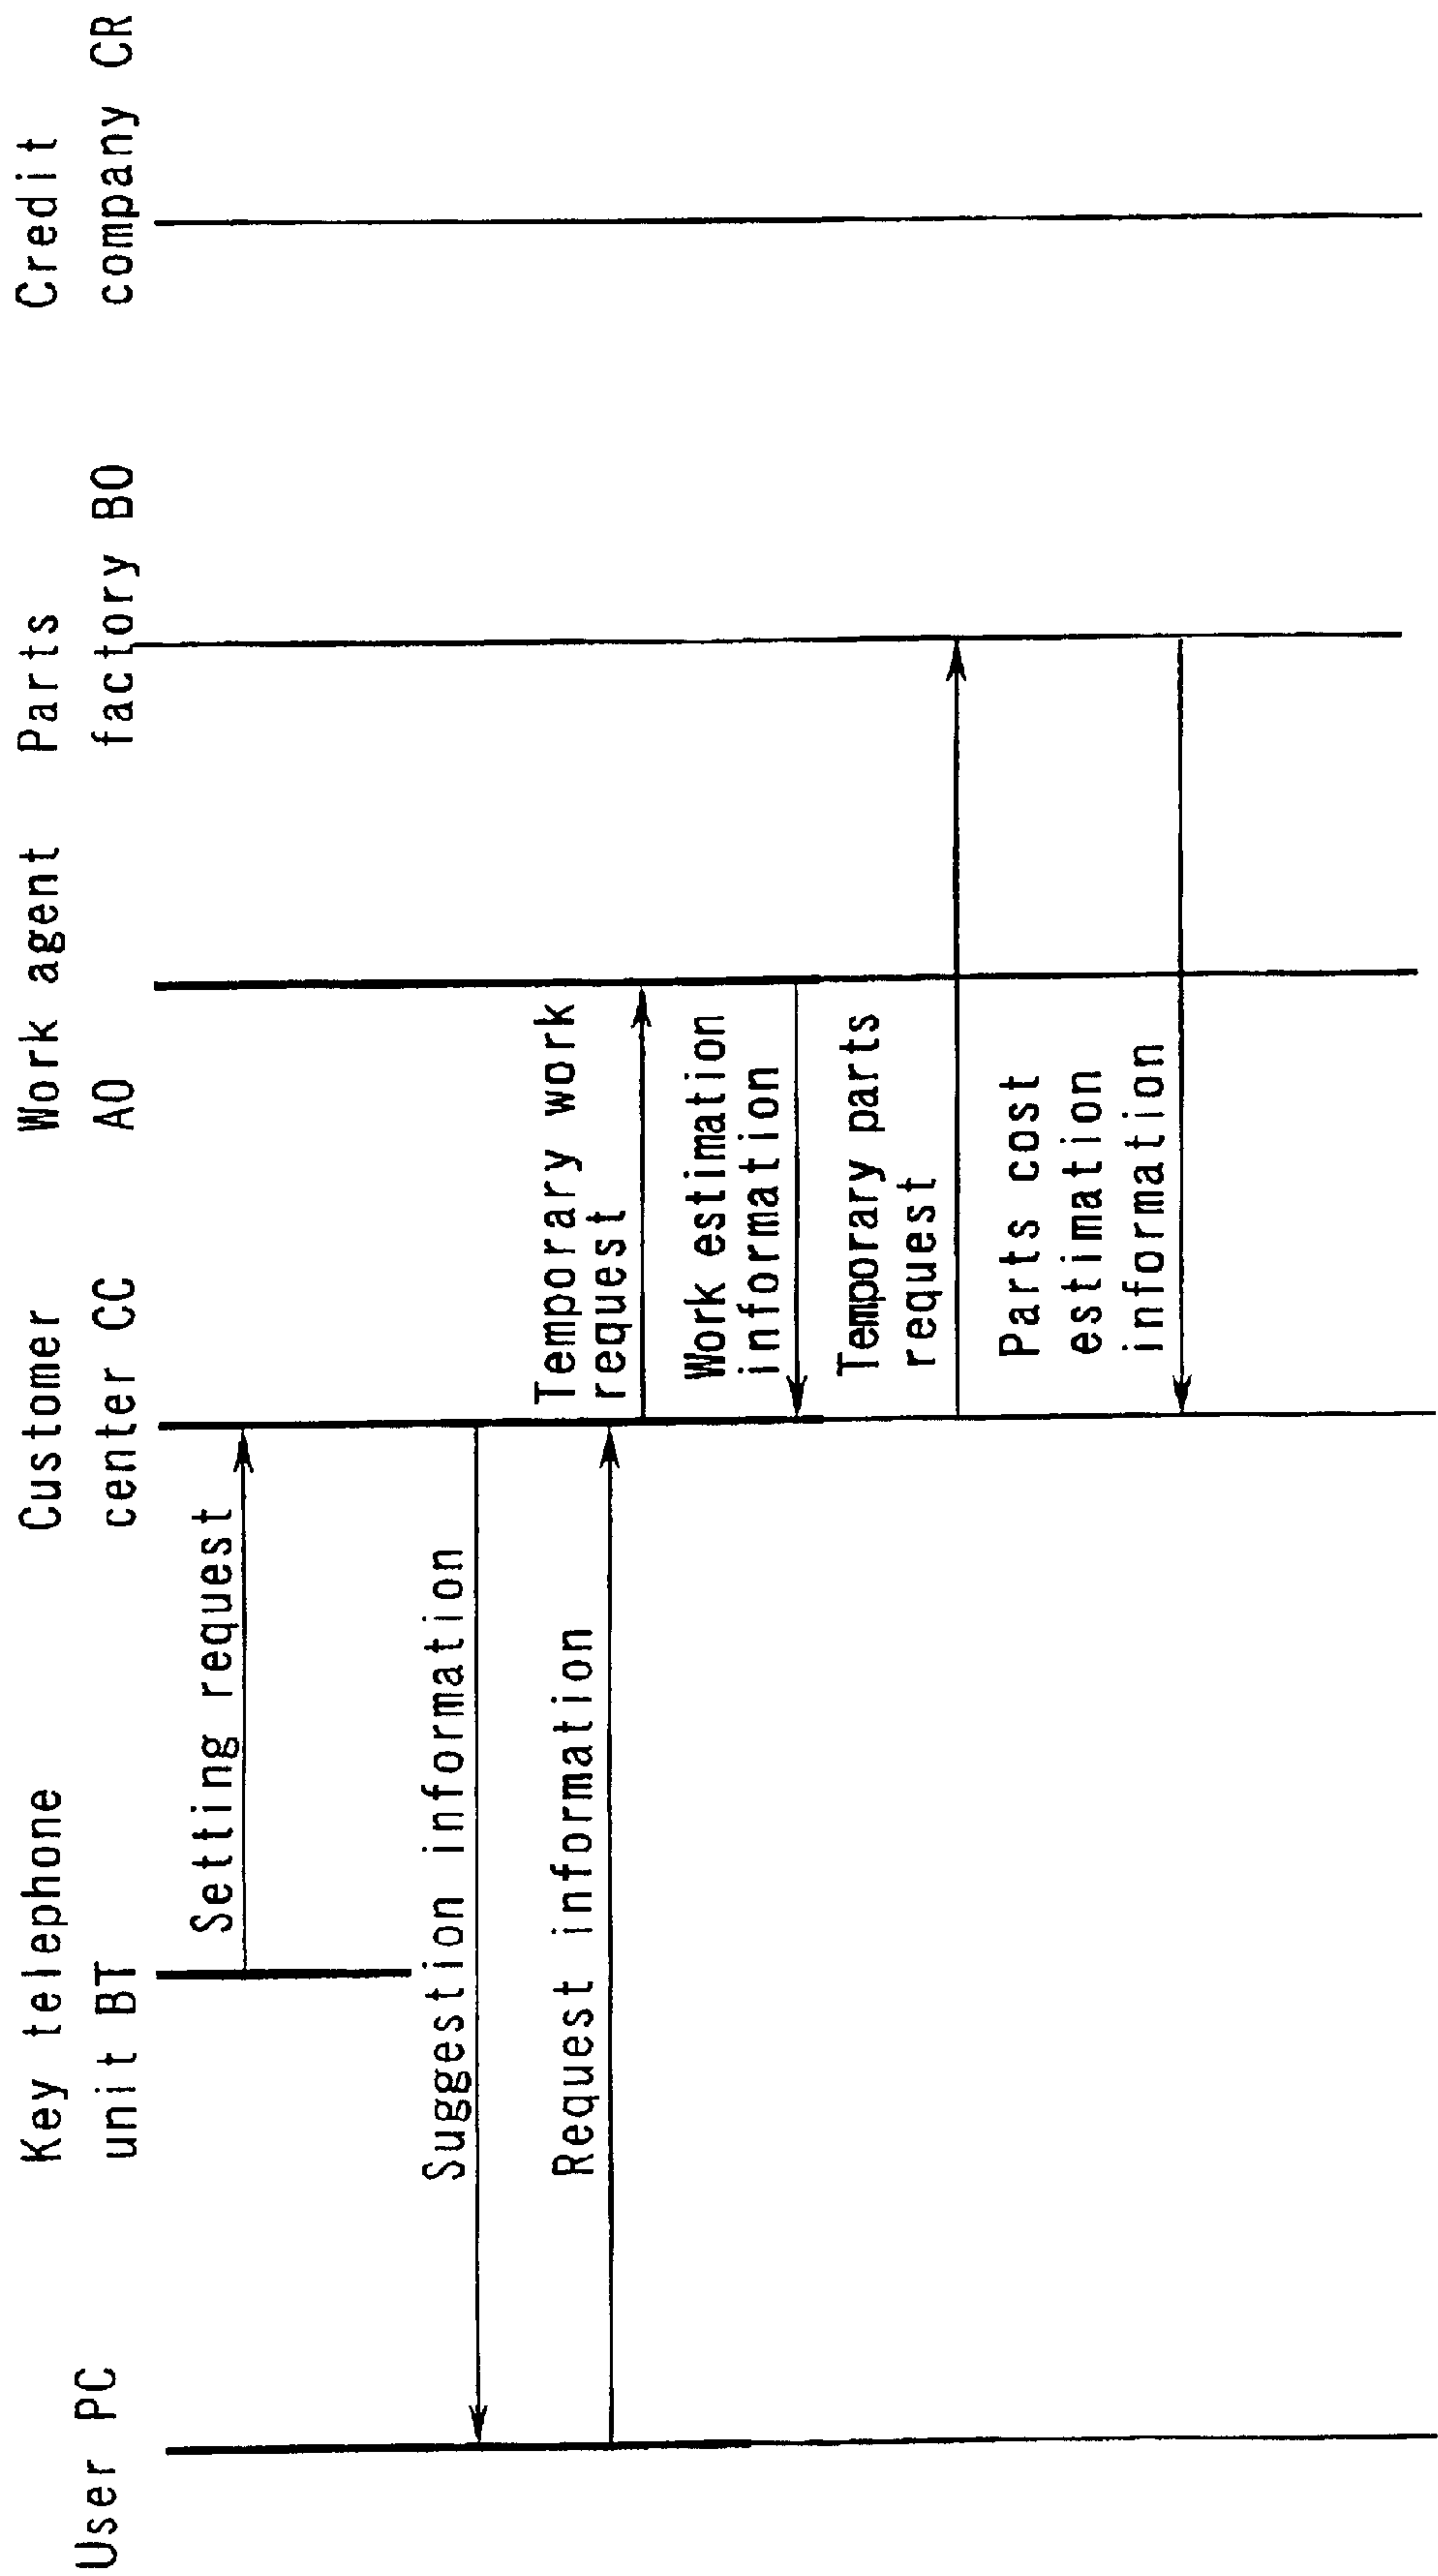 User PC
Key telephone
unit BT
Customer
center CC
Work agent
AO
Parts
factory BO
Credit
company CR
Setting request
Suggestion information
Request information
Temporary work
request
Work estimation
information
Temporary parts
request
Parts cost
estimation
information